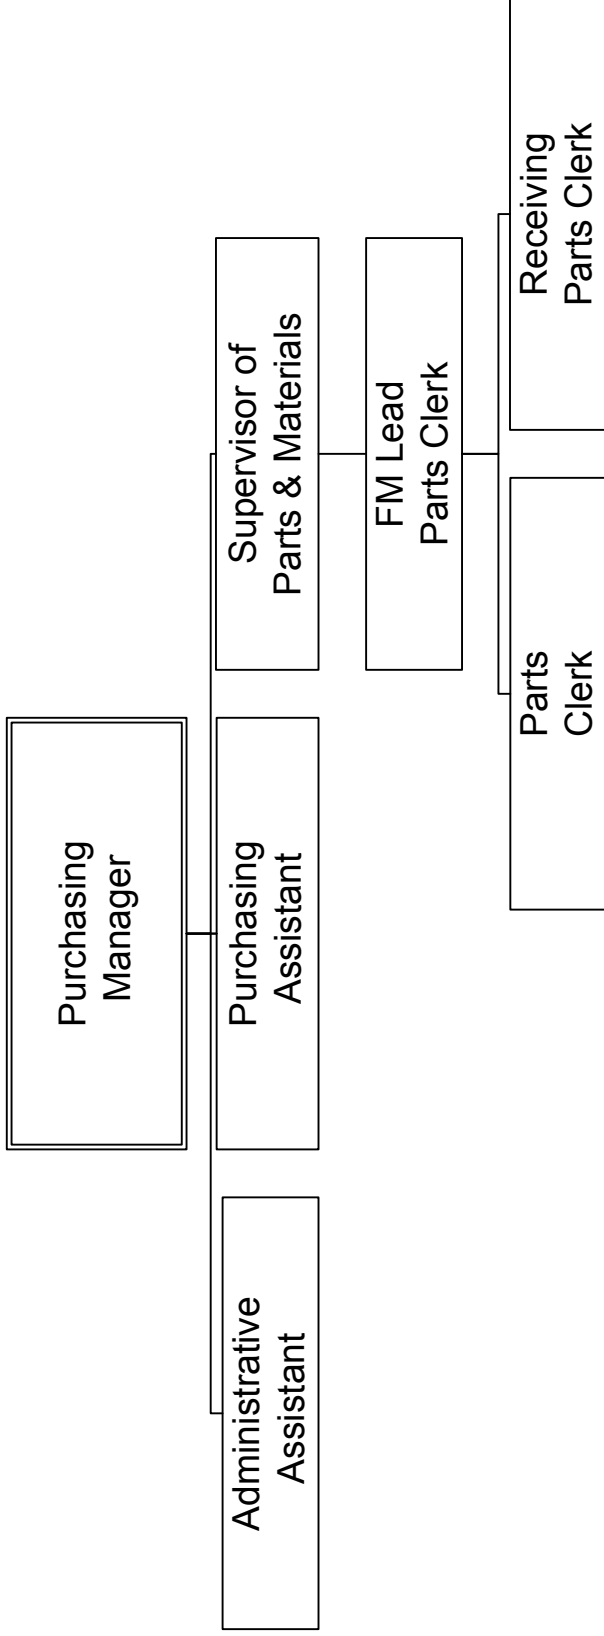 Purchasing
Manager
Administrative
Assistant
Purchasing
Assistant
Supervisor of
Parts & Materials
FM Lead
Parts Clerk
Parts
Clerk
Receiving
Parts Clerk